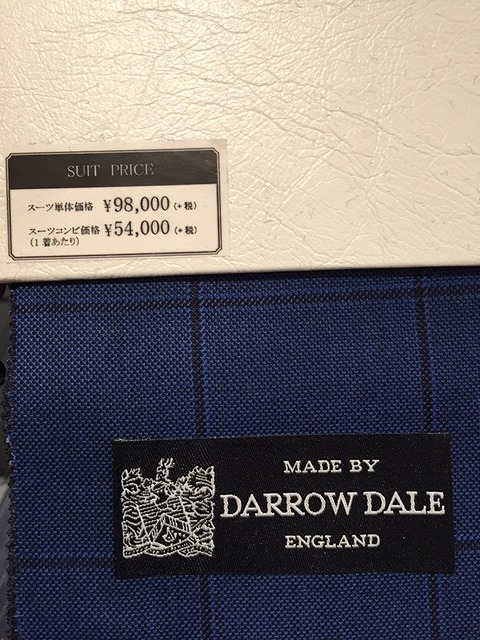 SUIT PRICE
スーツ単体価格 ¥98,000(+税)
スーツコンビ価格 ¥54,000(+税)
(1着あたり)
MADE BY
DARROW DALE
ENGLAND